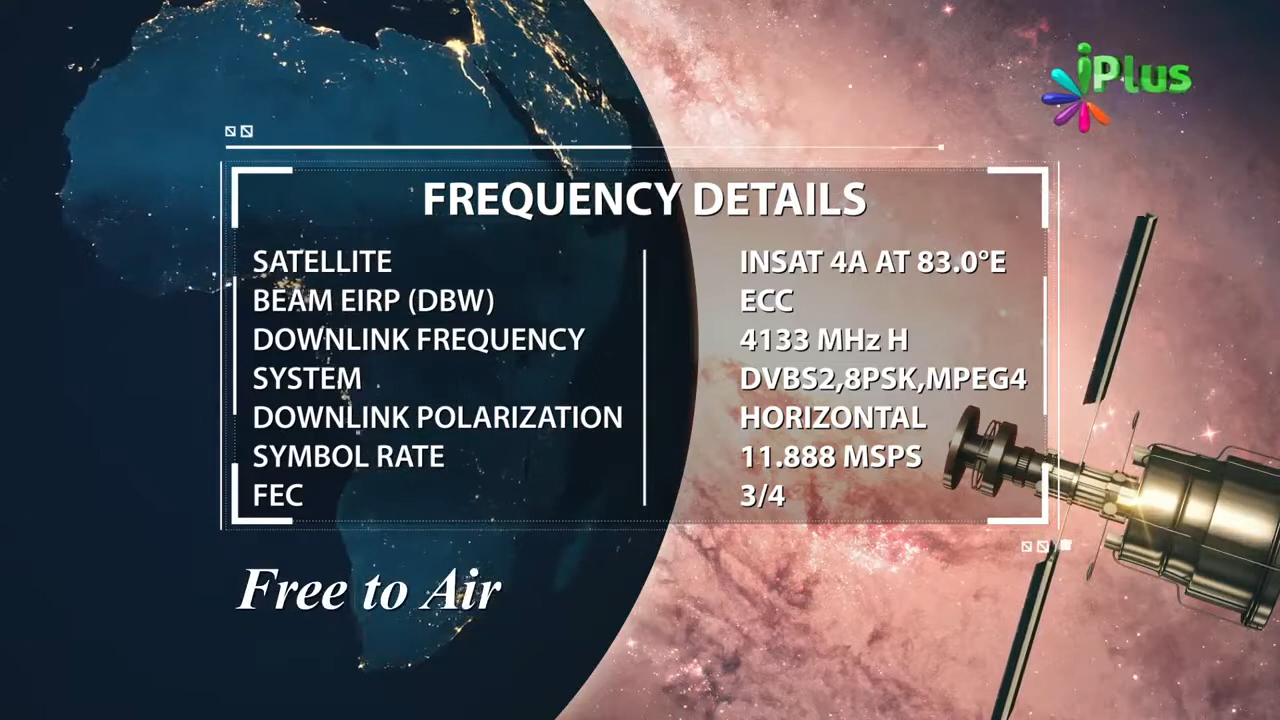 iPlus
FREQUENCY DETAILS
SATELLITE INSAT 4A AT 83.0°E
BEAM EIRP (DBW) ECC
DOWNLINK FREQUENCY 4133 MHz H
SYSTEM DVBS2,8PSK,MPEG4
DOWNLINK POLARIZATION HORIZONTAL
SYMBOL RATE 11.888 MSPS
FEC 3/4
Free to Air